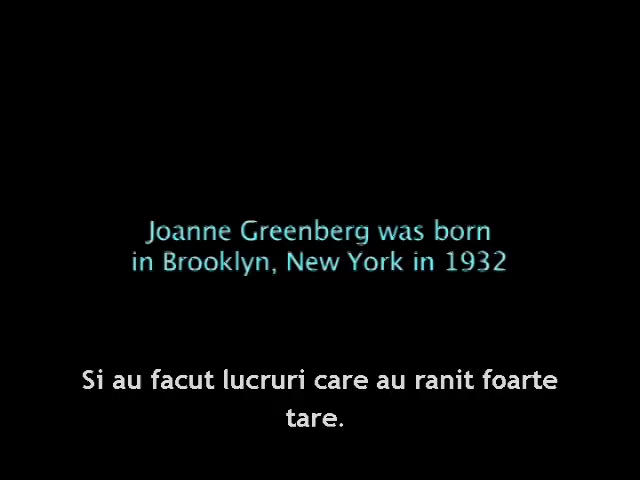 Joanne Greenberg was born
in Brooklyn, New York in 1932
Si au facut lucruri care au ranit foarte
tare.